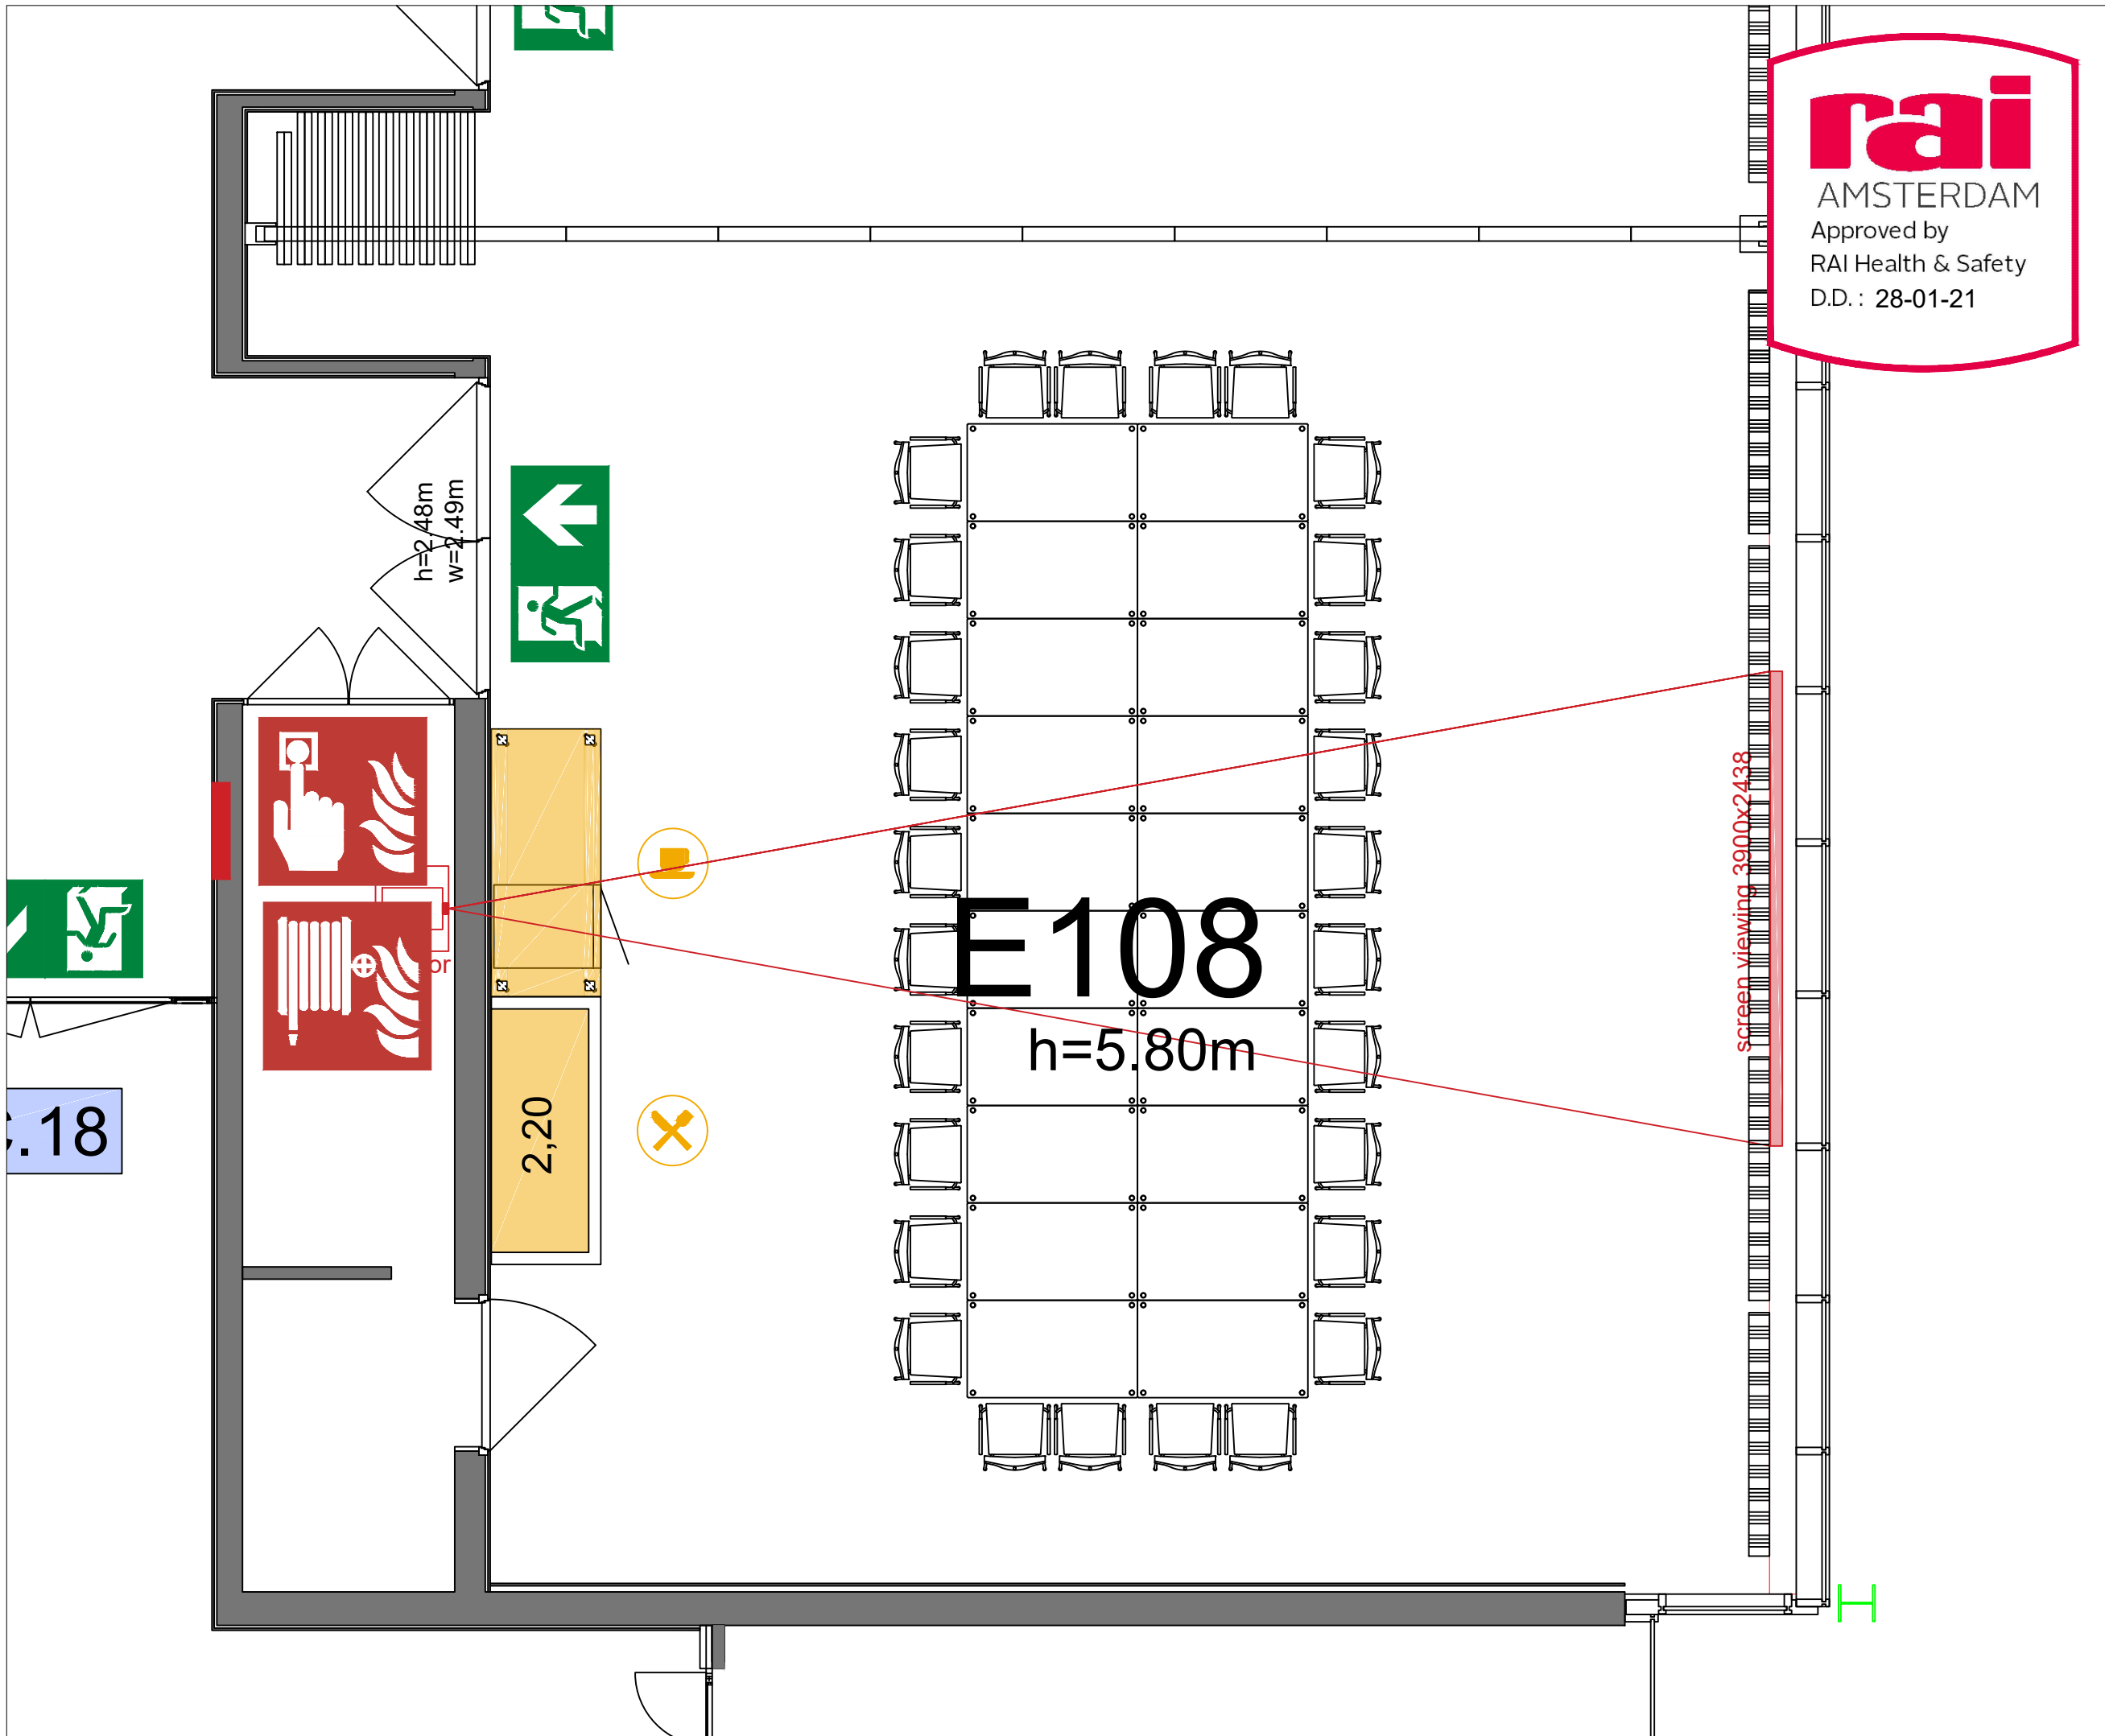 rai
AMSTERDAM
Approved by
RAI Health & Safety
D.D. : 28-01-21
h=2.48m
w=2.49m
screen viewing 3900x2438
E108
h=5.80m
or
2,20
.18